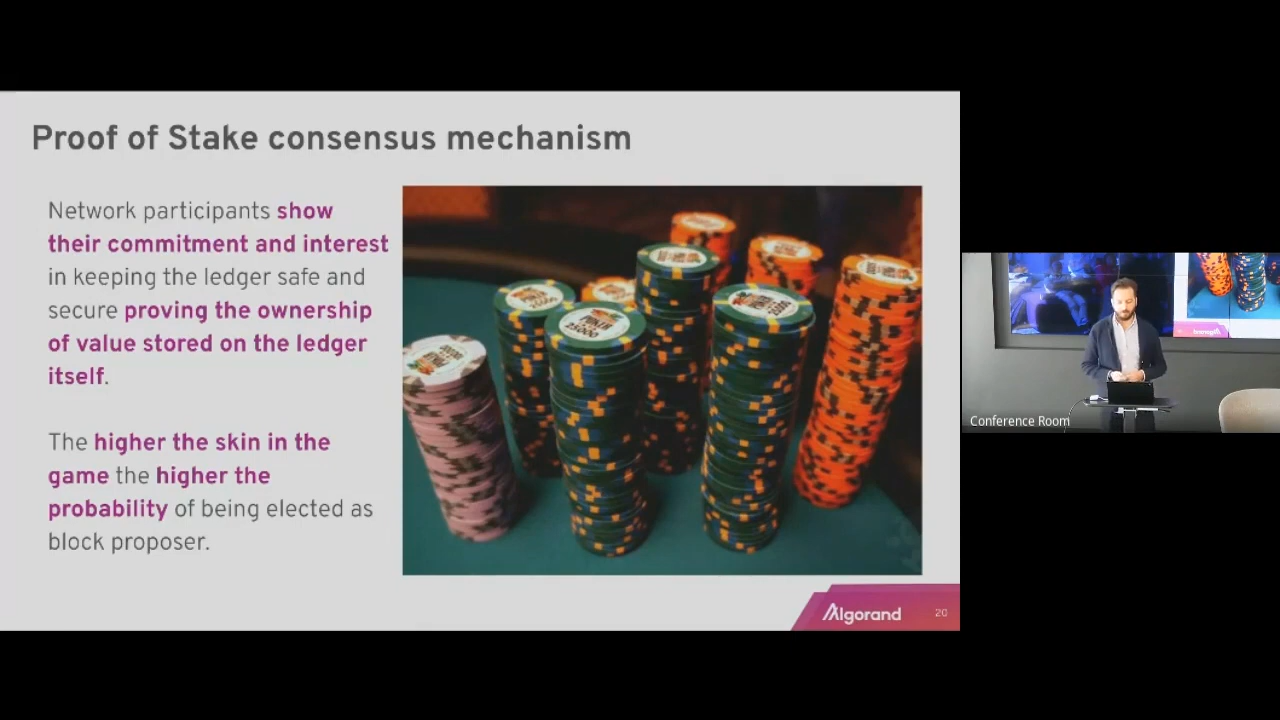 Proof of Stake consensus mechanism
Network participants show
their commitment and interest
in keeping the ledger safe and
secure proving the ownership
of value stored on the ledger
itself.
The higher the skin in the
game the higher the
probability of being elected as
block proposer.
Algorand
20
Conference Room